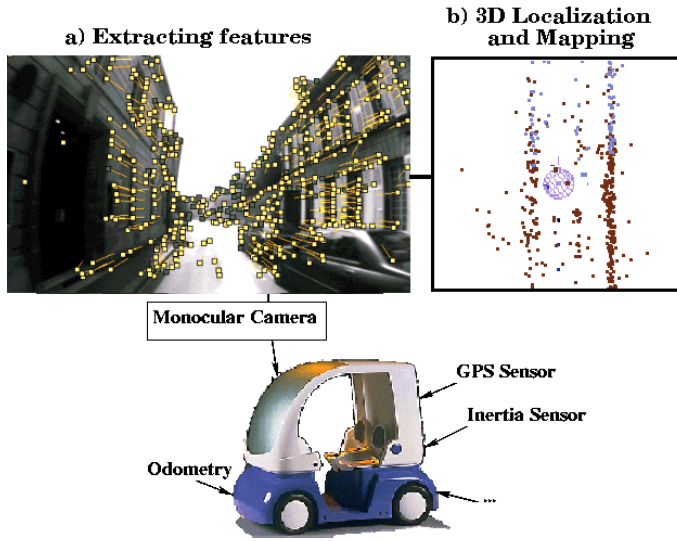 a) Extracting features
b) 3D Localization
and Mapping
Monocular Camera
GPS Sensor
Inertia Sensor
Odometry
...